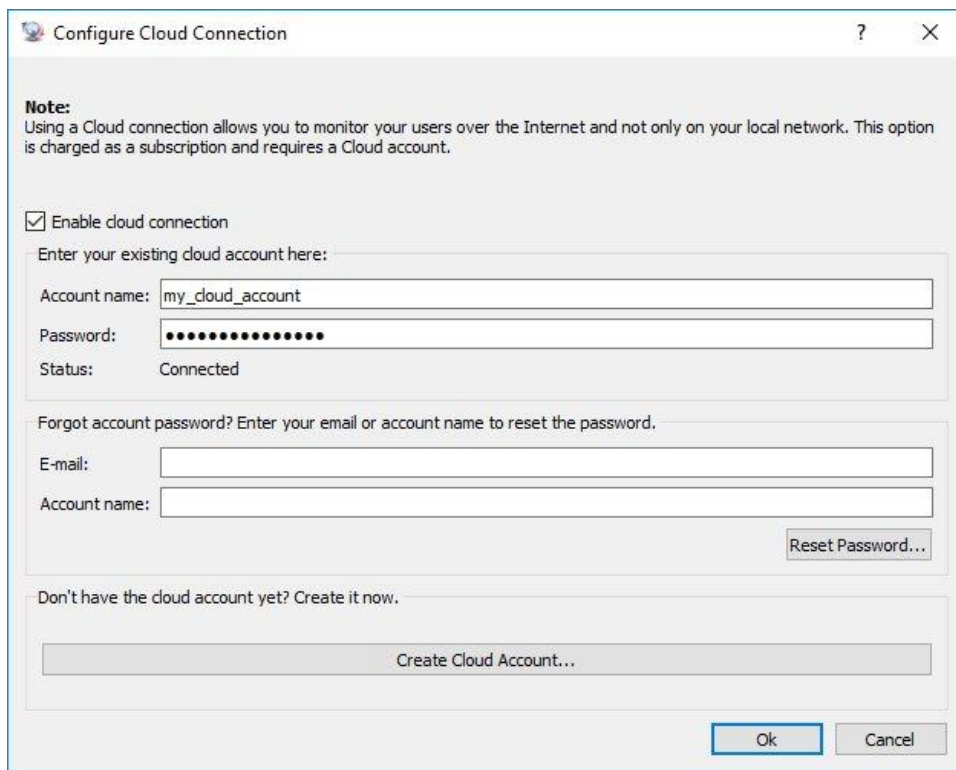 Configure Cloud Connection ?
Note:
Using a Cloud connection allows you to monitor your users over the Internet and not only on your local network. This option
is charged as a subscription and requires a Cloud account.
Enable cloud connection
Enter your existing cloud account here:
Account name: my_cloud_account
Password: ●●●●●●●●●●●●●●●
Status: Connected
Forgot account password? Enter your email or account name to reset the password.
E-mail:
Account name:
Reset Password...
Don't have the cloud account yet? Create it now.
Create Cloud Account...
Ok Cancel